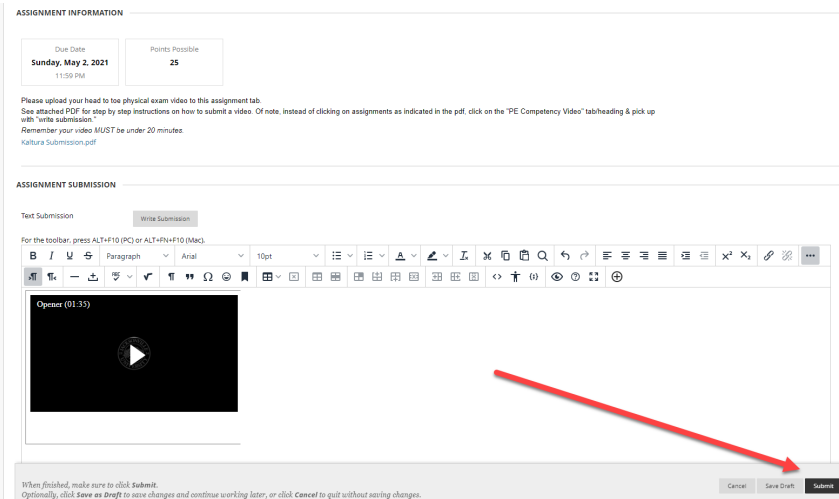 ASSIGNMENT INFORMATION
Due Date
Sunday, May 2, 2021
11:59 PM
Points Possible
25
Please upload your head to toe physical exam video to this assignment tab.
See attached PDF for step by step instructions on how to submit a video. Of note, instead of clicking on assignments as indicated in the pdf, click on the "PE Competency Video" tab/heading & pick up
with "write submission."
Remember your video MUST be under 20 minutes.
Kaltura Submission.pdf
ASSIGNMENT SUBMISSION
Text Submission
Write Submission
For the toolbar, press ALT+F10 (PC) or ALT+FN+F10 (Mac).
B I U S Paragraph Arial 10pt
Opener (01:35)
When finished, make sure to click Submit.
Optionally, click Save as Draft to save changes and continue working later, or click Cancel to quit without saving changes.
Cancel Save Draft Submit